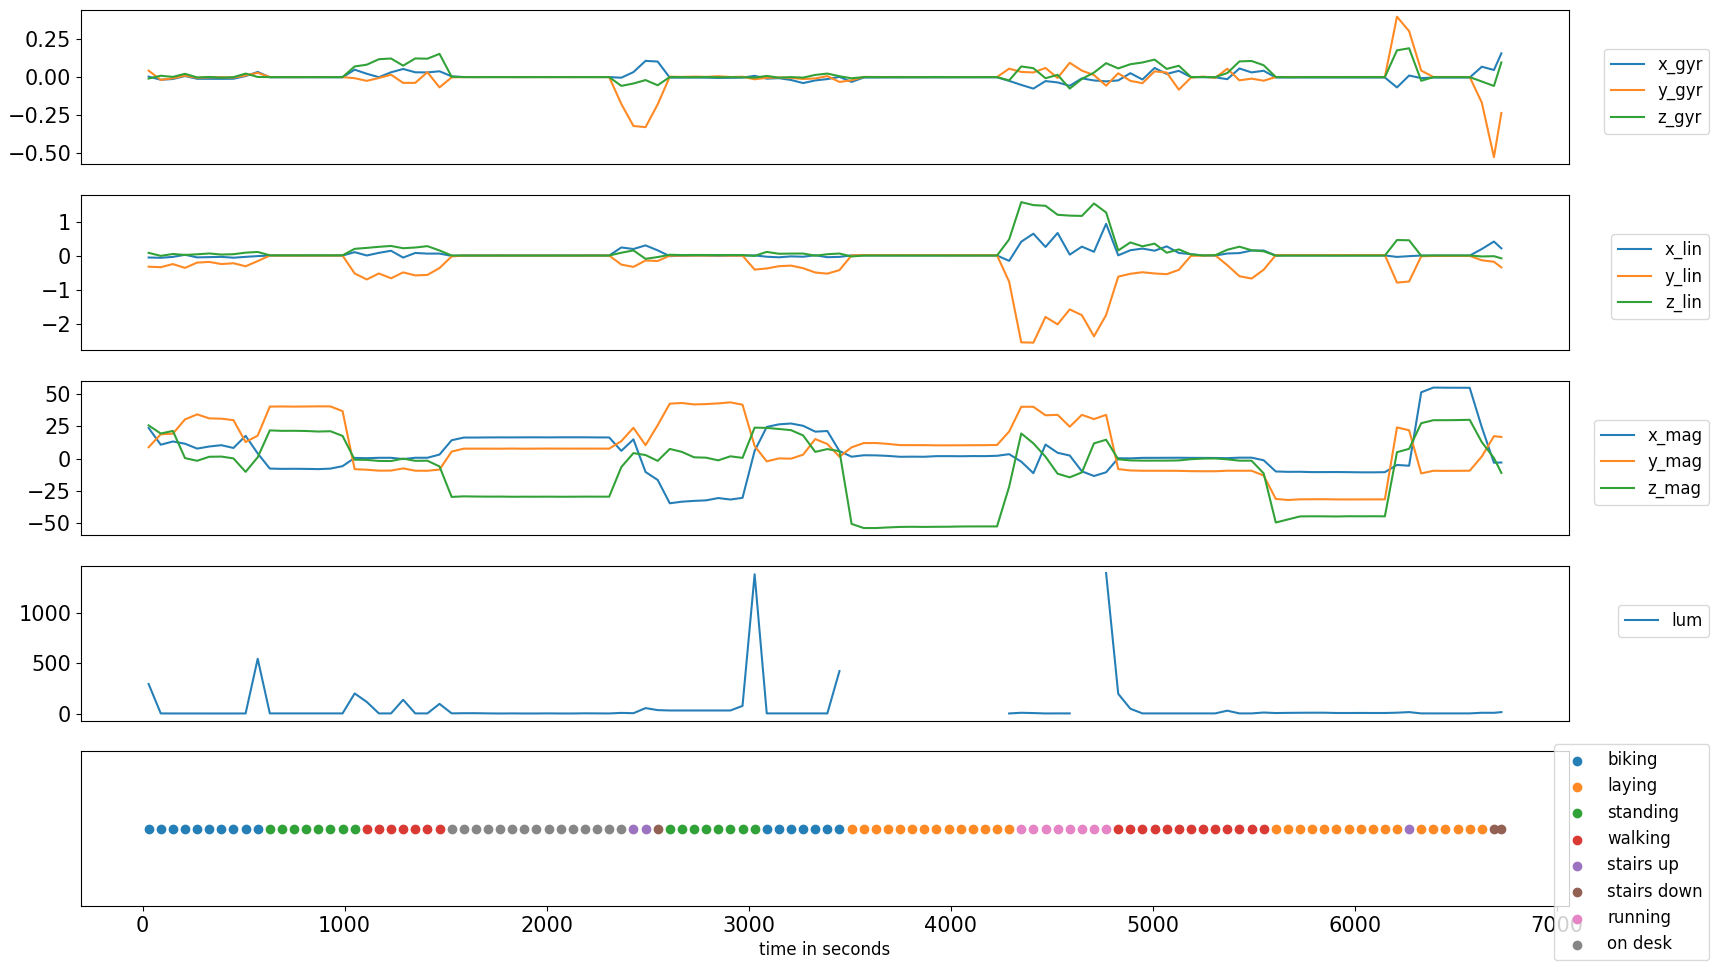 0.25
0.00
−0.25
−0.50
x_gyr
y_gyr
z_gyr
1
0
−1
−2
x_lin
y_lin
z_lin
50
25
0
−25
−50
x_mag
y_mag
z_mag
1000
500
0
lum
biking
laying
standing
walking
stairs up
stairs down
running
on desk
0 1000 2000 3000 4000 5000 6000 7000
time in seconds